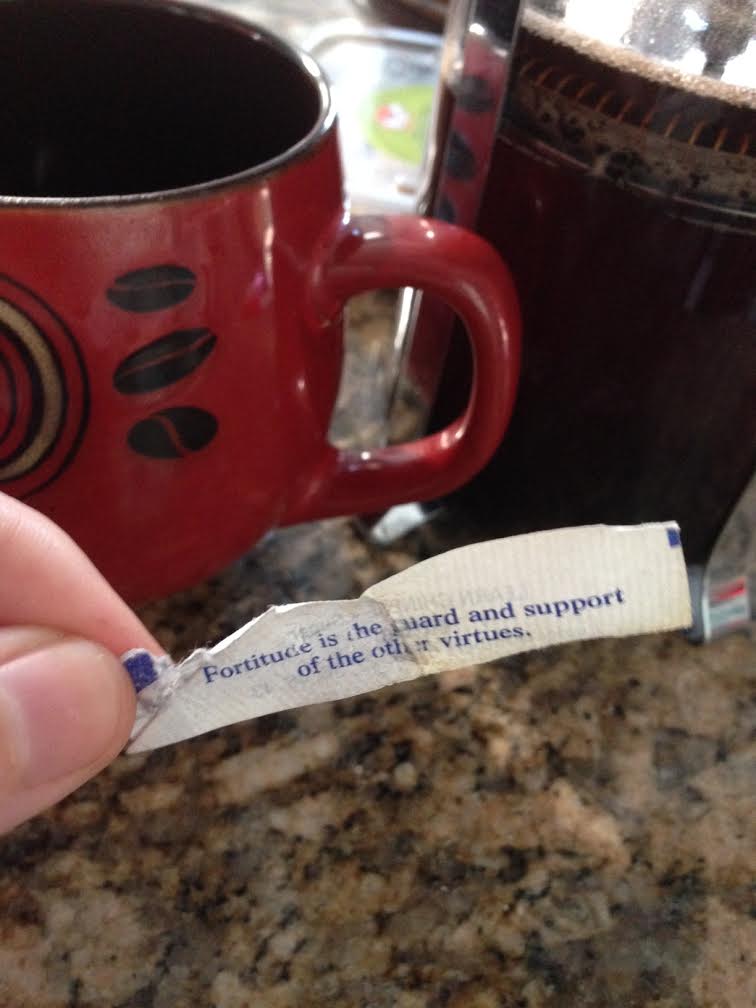 Fortitude is the guard and support
of the other virtues.